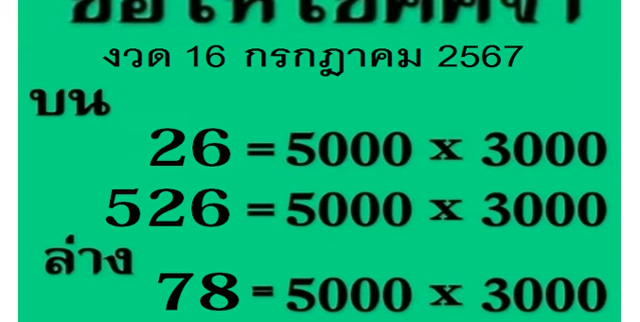 งวด 16 กรกฎาคม 2567
บน
26 = 5000 x 3000
526 = 5000 x 3000
ล่าง
78 = 5000 x 3000